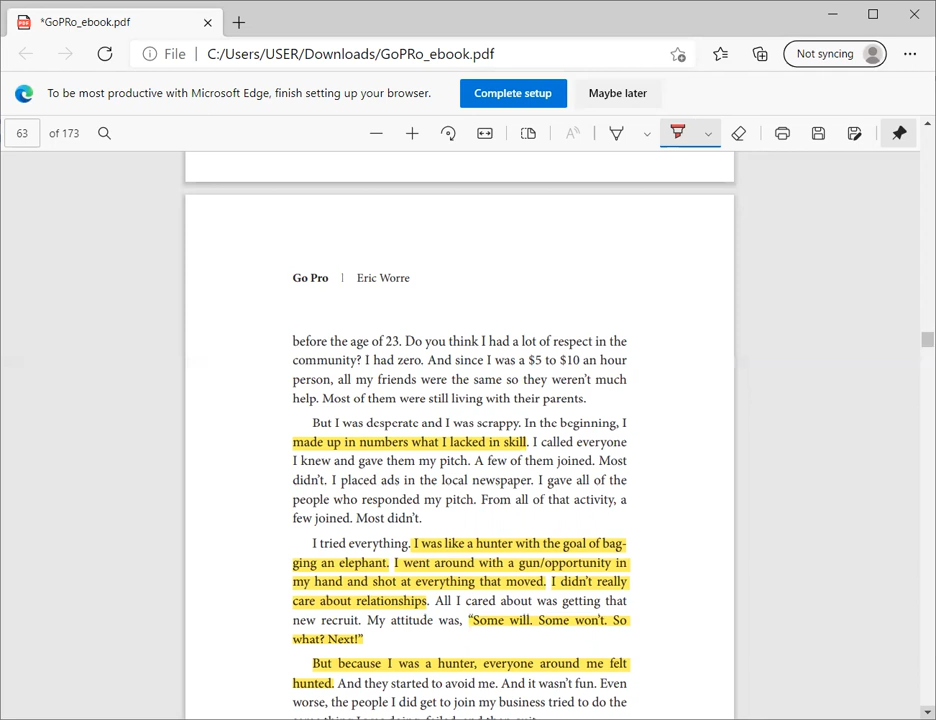 *GoPRo_ebook.pdf
File | C:/Users/USER/Downloads/GoPRo_ebook.pdf
Not syncing
To be most productive with Microsoft Edge, finish setting up your browser.
Complete setup
Maybe later
63 of 173
Go Pro | Eric Worre
before the age of 23. Do you think I had a lot of respect in the
community? I had zero. And since I was a $5 to $10 an hour
person, all my friends were the same so they weren’t much
help. Most of them were still living with their parents.
But I was desperate and I was scrappy. In the beginning, I
made up in numbers what I lacked in skill. I called everyone
I knew and gave them my pitch. A few of them joined. Most
didn’t. I placed ads in the local newspaper. I gave all of the
people who responded my pitch. From all of that activity, a
few joined. Most didn’t.
I tried everything. I was like a hunter with the goal of bag-
ging an elephant. I went around with a gun/opportunity in
my hand and shot at everything that moved. I didn’t really
care about relationships. All I cared about was getting that
new recruit. My attitude was, “Some will. Some won’t. So
what? Next!”
But because I was a hunter, everyone around me felt
hunted. And they started to avoid me. And it wasn’t fun. Even
worse, the people I did get to join my business tried to do the
same thing I was doing, failed, and then quit.